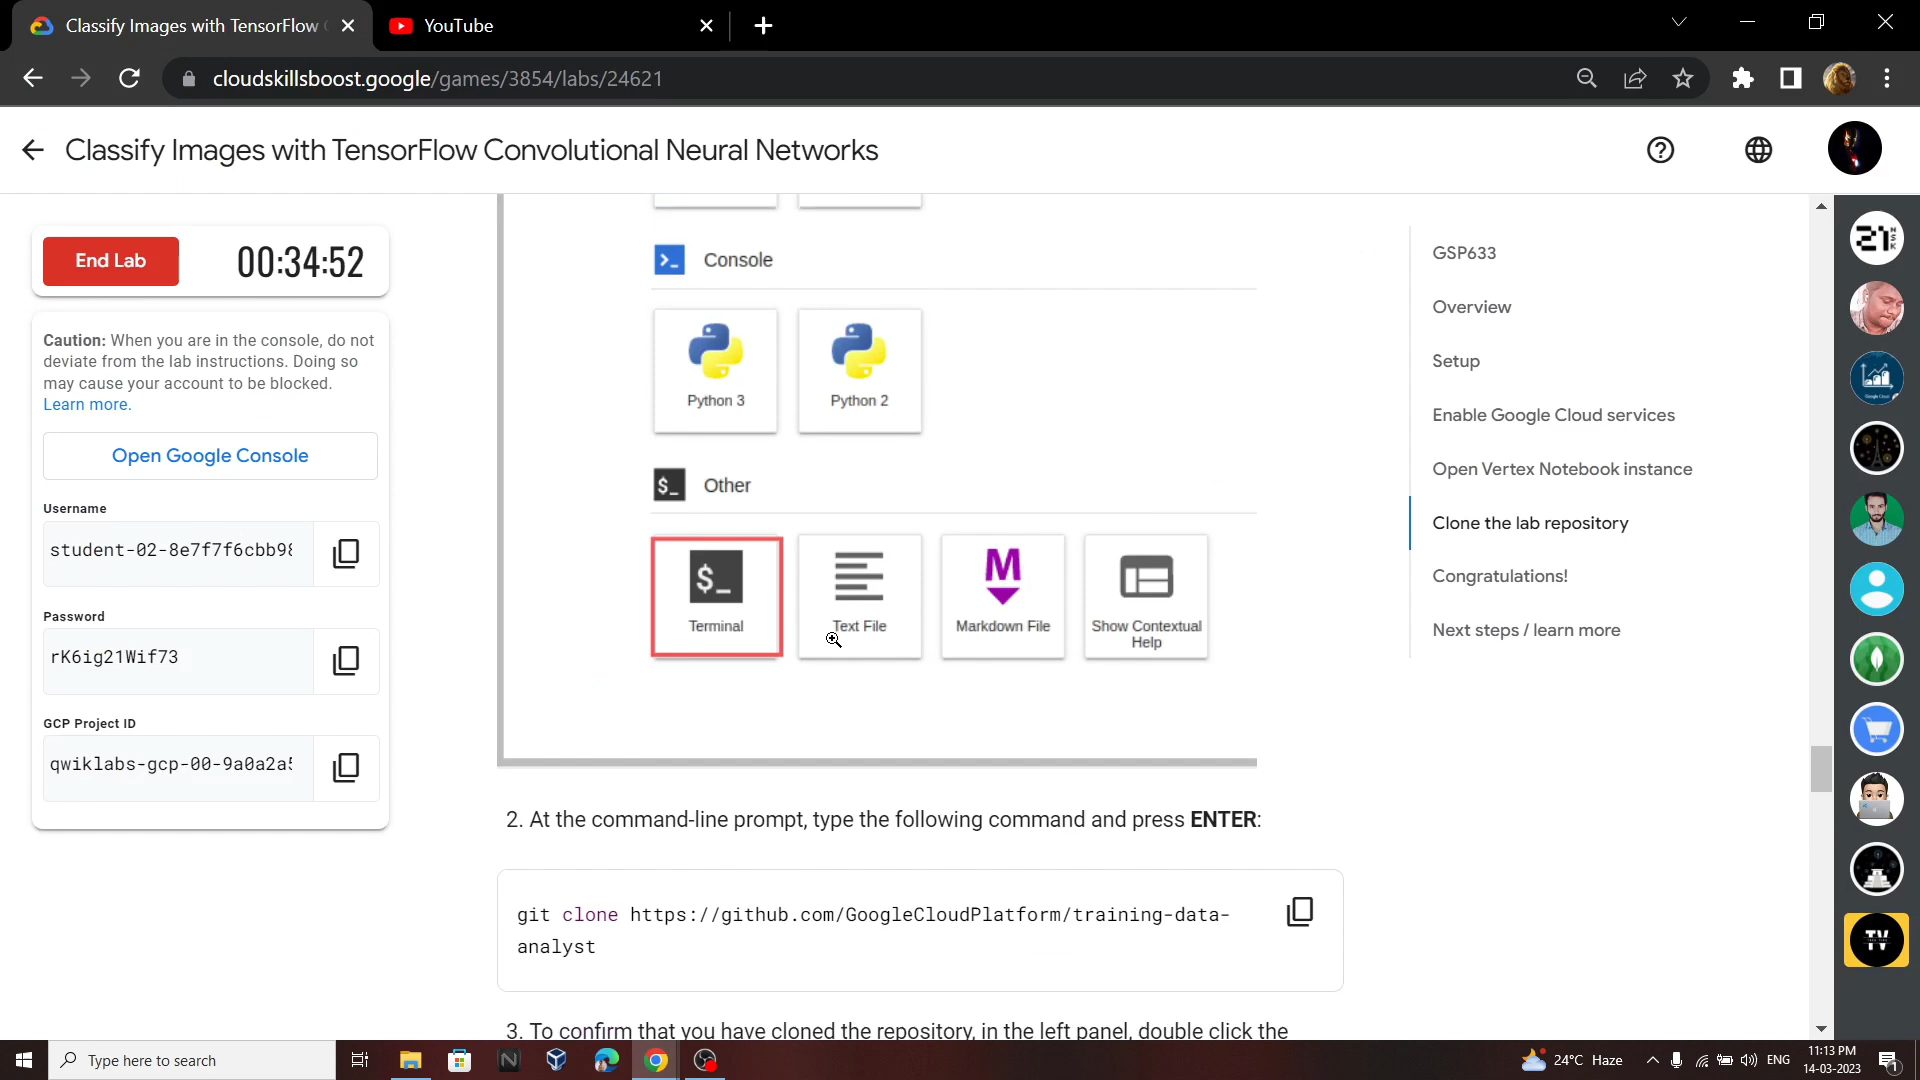 Classify Images with TensorFlow
YouTube
cloudskillsboost.google/games/3854/labs/24621
Classify Images with TensorFlow Convolutional Neural Networks
End Lab
00:34:52
Caution: When you are in the console, do not
deviate from the lab instructions. Doing so
may cause your account to be blocked.
Learn more.
Open Google Console
Username
student-02-8e7f7f6cbb98
Password
rK6ig21Wif73
GCP Project ID
qwiklabs-gcp-00-9a0a2a5
Console
Python 3
Python 2
$_
Other
$_
Terminal
Text File
M
Markdown File
Show Contextual
Help
2. At the command-line prompt, type the following command and press ENTER:
git clone https://github.com/GoogleCloudPlatform/training-data-
analyst
3. To confirm that you have cloned the repository, in the left panel, double click the
GSP633
Overview
Setup
Enable Google Cloud services
Open Vertex Notebook instance
Clone the lab repository
Congratulations!
Next steps / learn more
21
TV
Type here to search
24°C Haze
ENG
11:13 PM
14-03-2023
1